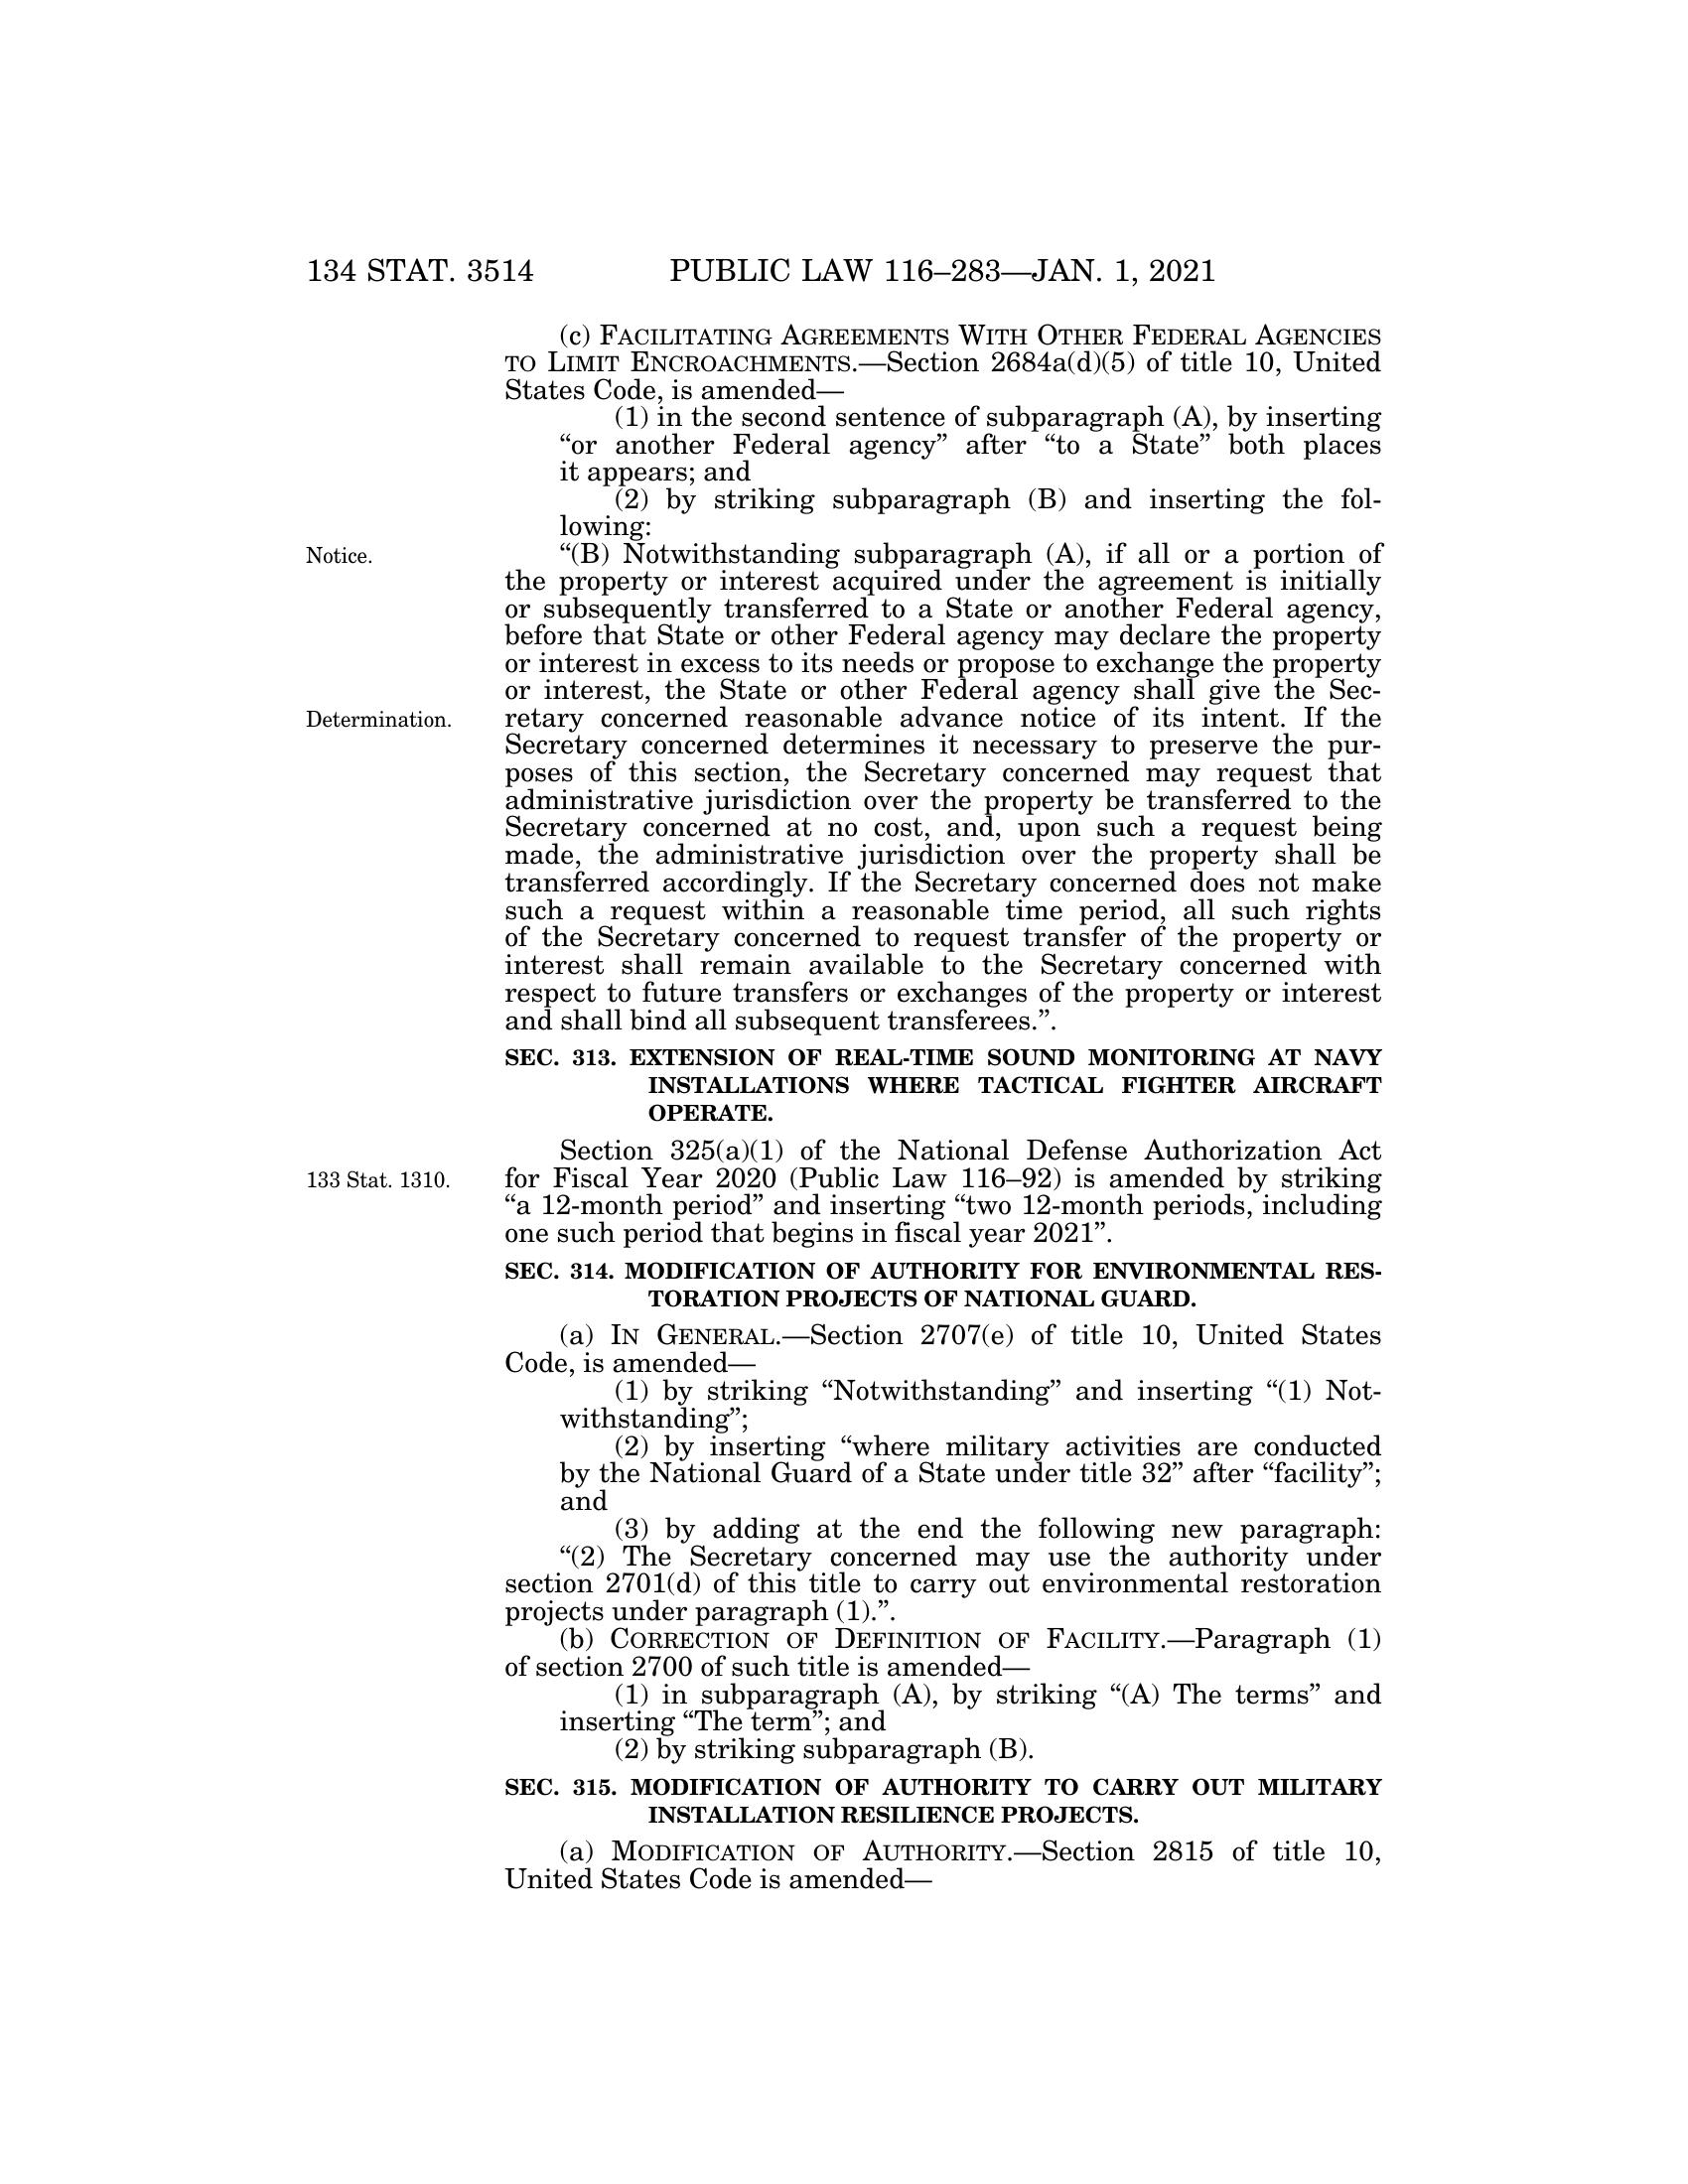 134 STAT. 3514 PUBLIC LAW 116–283—JAN. 1, 2021
(c) FACILITATING AGREEMENTS WITH OTHER FEDERAL AGENCIES
TO LIMIT ENCROACHMENTS.—Section 2684a(d)(5) of title 10, United
States Code, is amended—
(1) in the second sentence of subparagraph (A), by inserting
“or another Federal agency” after “to a State” both places
it appears; and
(2) by striking subparagraph (B) and inserting the fol-
lowing:
Notice. “(B) Notwithstanding subparagraph (A), if all or a portion of
the property or interest acquired under the agreement is initially
or subsequently transferred to a State or another Federal agency,
before that State or other Federal agency may declare the property
or interest in excess to its needs or propose to exchange the property
or interest, the State or other Federal agency shall give the Sec-
Determination. retary concerned reasonable advance notice of its intent. If the
Secretary concerned determines it necessary to preserve the pur-
poses of this section, the Secretary concerned may request that
administrative jurisdiction over the property be transferred to the
Secretary concerned at no cost, and, upon such a request being
made, the administrative jurisdiction over the property shall be
transferred accordingly. If the Secretary concerned does not make
such a request within a reasonable time period, all such rights
of the Secretary concerned to request transfer of the property or
interest shall remain available to the Secretary concerned with
respect to future transfers or exchanges of the property or interest
and shall bind all subsequent transferees.”.
SEC. 313. EXTENSION OF REAL-TIME SOUND MONITORING AT NAVY
INSTALLATIONS WHERE TACTICAL FIGHTER AIRCRAFT
OPERATE.
Section 325(a)(1) of the National Defense Authorization Act
133 Stat. 1310. for Fiscal Year 2020 (Public Law 116–92) is amended by striking
“a 12-month period” and inserting “two 12-month periods, including
one such period that begins in fiscal year 2021”.
SEC. 314. MODIFICATION OF AUTHORITY FOR ENVIRONMENTAL RES-
TORATION PROJECTS OF NATIONAL GUARD.
(a) IN GENERAL.—Section 2707(e) of title 10, United States
Code, is amended—
(1) by striking “Notwithstanding” and inserting “(1) Not-
withstanding”;
(2) by inserting “where military activities are conducted
by the National Guard of a State under title 32” after “facility”;
and
(3) by adding at the end the following new paragraph:
“(2) The Secretary concerned may use the authority under
section 2701(d) of this title to carry out environmental restoration
projects under paragraph (1).”.
(b) CORRECTION OF DEFINITION OF FACILITY.—Paragraph (1)
of section 2700 of such title is amended—
(1) in subparagraph (A), by striking “(A) The terms” and
inserting “The term”; and
(2) by striking subparagraph (B).
SEC. 315. MODIFICATION OF AUTHORITY TO CARRY OUT MILITARY
INSTALLATION RESILIENCE PROJECTS.
(a) MODIFICATION OF AUTHORITY.—Section 2815 of title 10,
United States Code is amended—